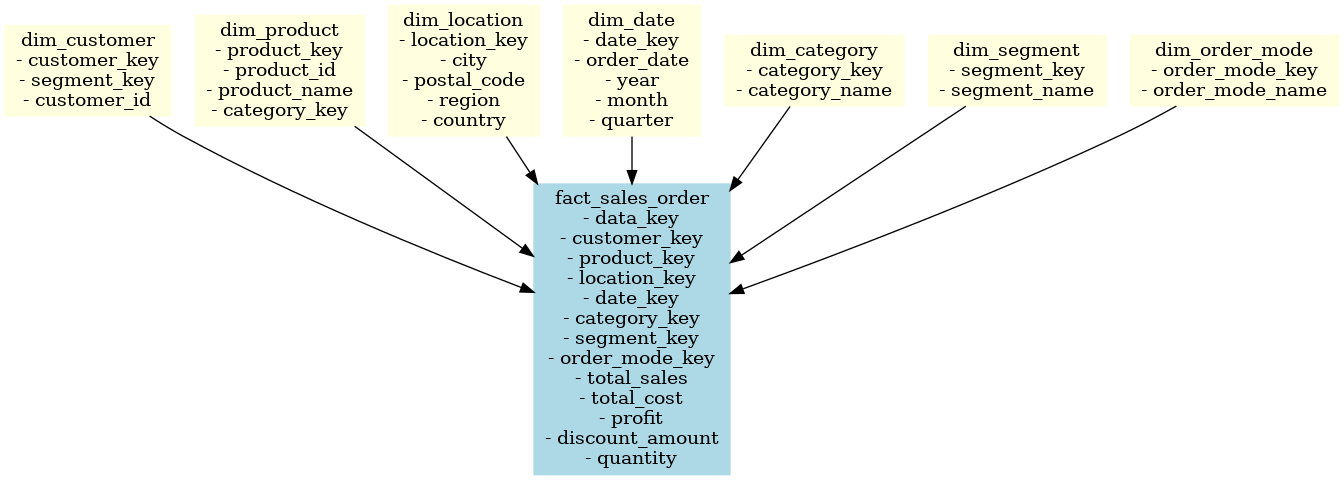 dim_customer
- customer_key
- segment_key
- customer_id
dim_product
- product_key
- product_id
- product_name
- category_key
dim_location
- location_key
- city
- postal_code
- region
- country
dim_date
- date_key
- order_date
- year
- month
- quarter
dim_category
- category_key
- category_name
dim_segment
- segment_key
- segment_name
dim_order_mode
- order_mode_key
- order_mode_name
fact_sales_order
- data_key
- customer_key
- product_key
- location_key
- date_key
- category_key
- segment_key
- order_mode_key
- total_sales
- total_cost
- profit
- discount_amount
- quantity